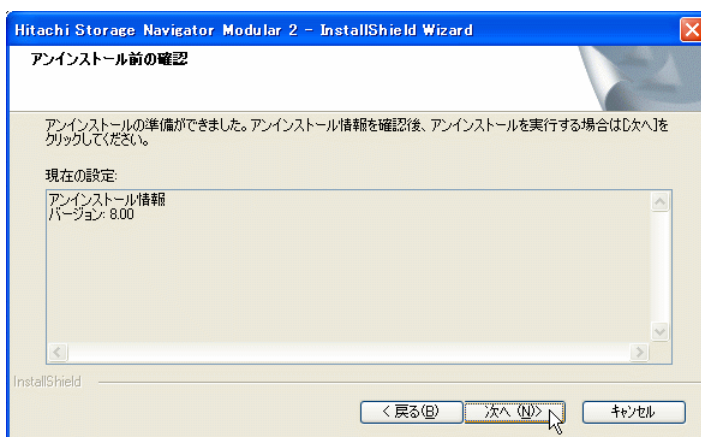 Hitachi Storage Navigator Modular 2 - InstallShield Wizard
アンインストール前の確認
アンインストールの準備ができました。アンインストール情報を確認後、アンインストールを実行する場合は[次へ]を
クリックしてください。
現在の設定:
アンインストール情報
バージョン: 8.00
InstallShield
< 戻る(B)
次へ (N)>
キャンセル